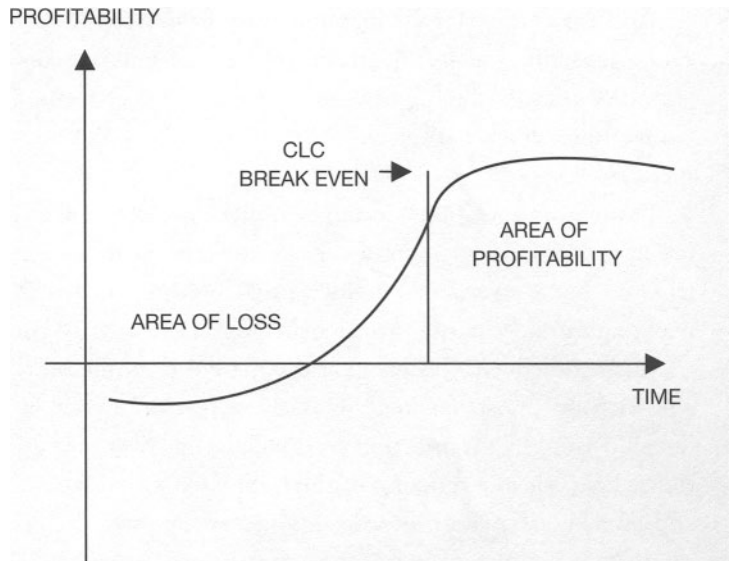 PROFITABILITY
CLC
BREAK EVEN
AREA OF
PROFITABILITY
AREA OF LOSS
TIME